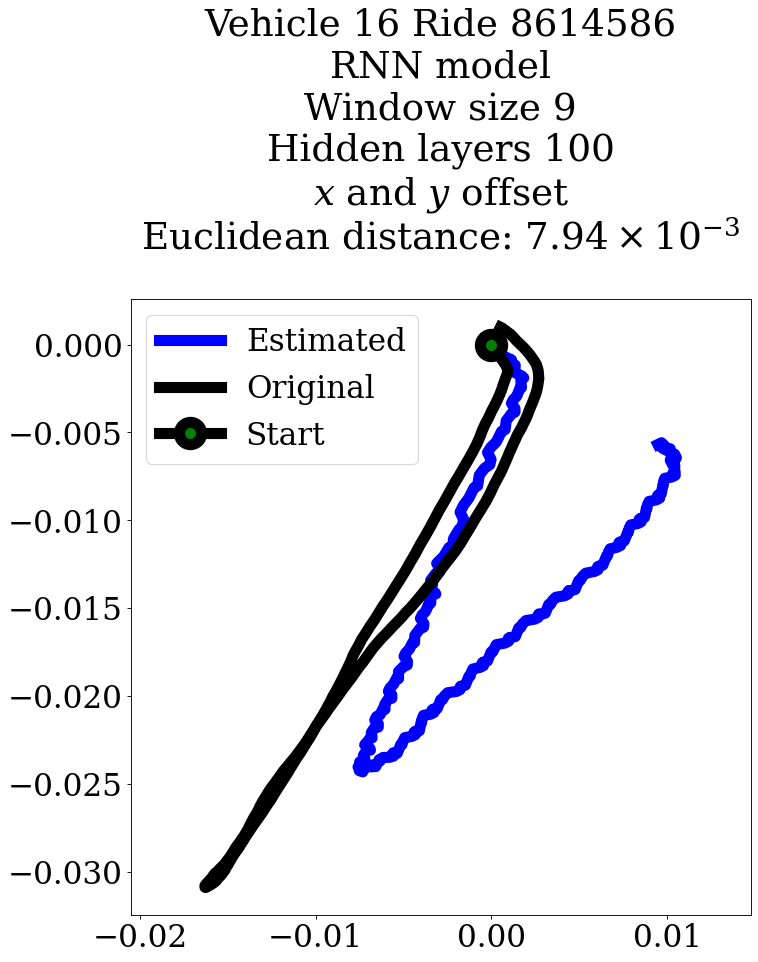 Vehicle 16 Ride 8614586
RNN model
Window size 9
Hidden layers 100
x and y offset
Euclidean distance: 7.94 × 10⁻³
Estimated
Original
Start
0.000
−0.005
−0.010
−0.015
−0.020
−0.025
−0.030
−0.02 −0.01 0.00 0.01